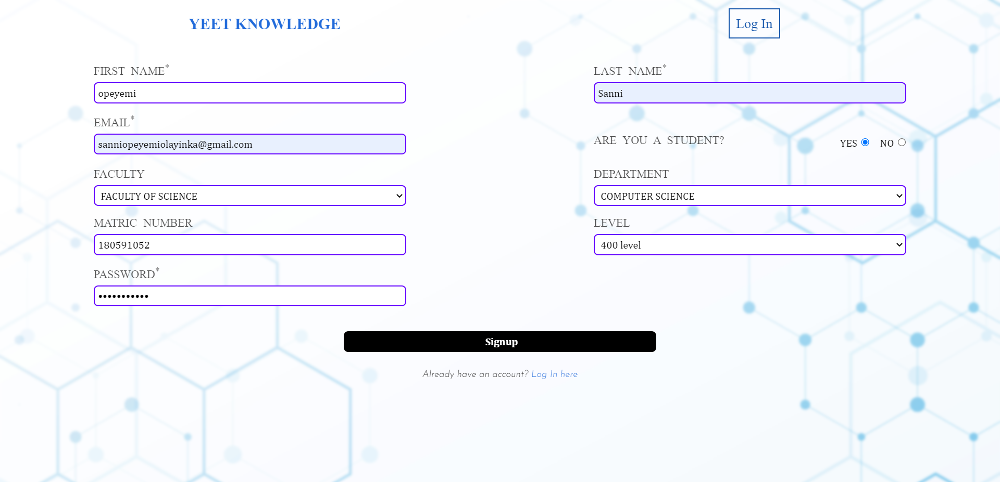 YEET KNOWLEDGE
Log In
FIRST NAME*
LAST NAME*
opeyemi
Sanni
EMAIL*
sanniopeyemiolayinka@gmail.com
ARE YOU A STUDENT?
YES NO
FACULTY
DEPARTMENT
FACULTY OF SCIENCE
COMPUTER SCIENCE
MATRIC NUMBER
LEVEL
180591052
400 level
PASSWORD*
•••••••••••
Signup
Already have an account? Log In here